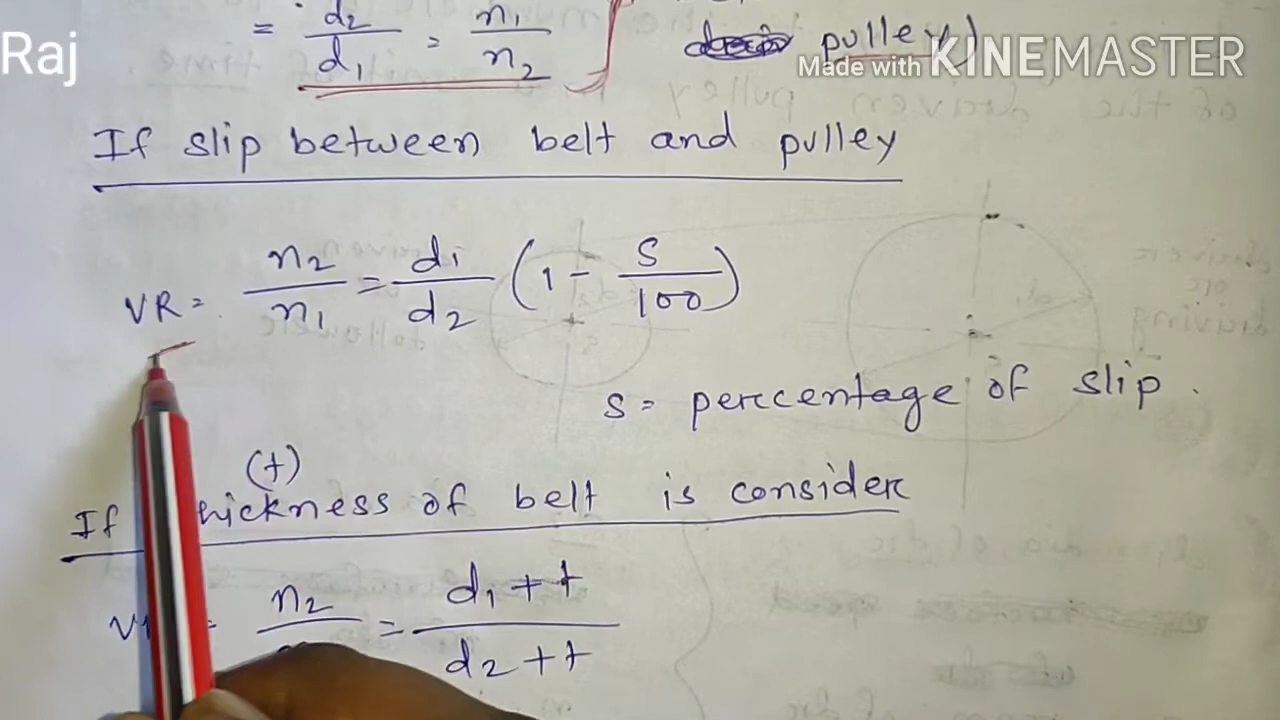 Raj
= d2/d1 = n1/n2
pulley)
Made with KINEMASTER
If slip between belt and pulley
VR = n2/n1 = d1/d2 (1 - S/100)
s = percentage of slip.
(t)
If hickness of belt is consider
n2 = d1 + t / d2 + t